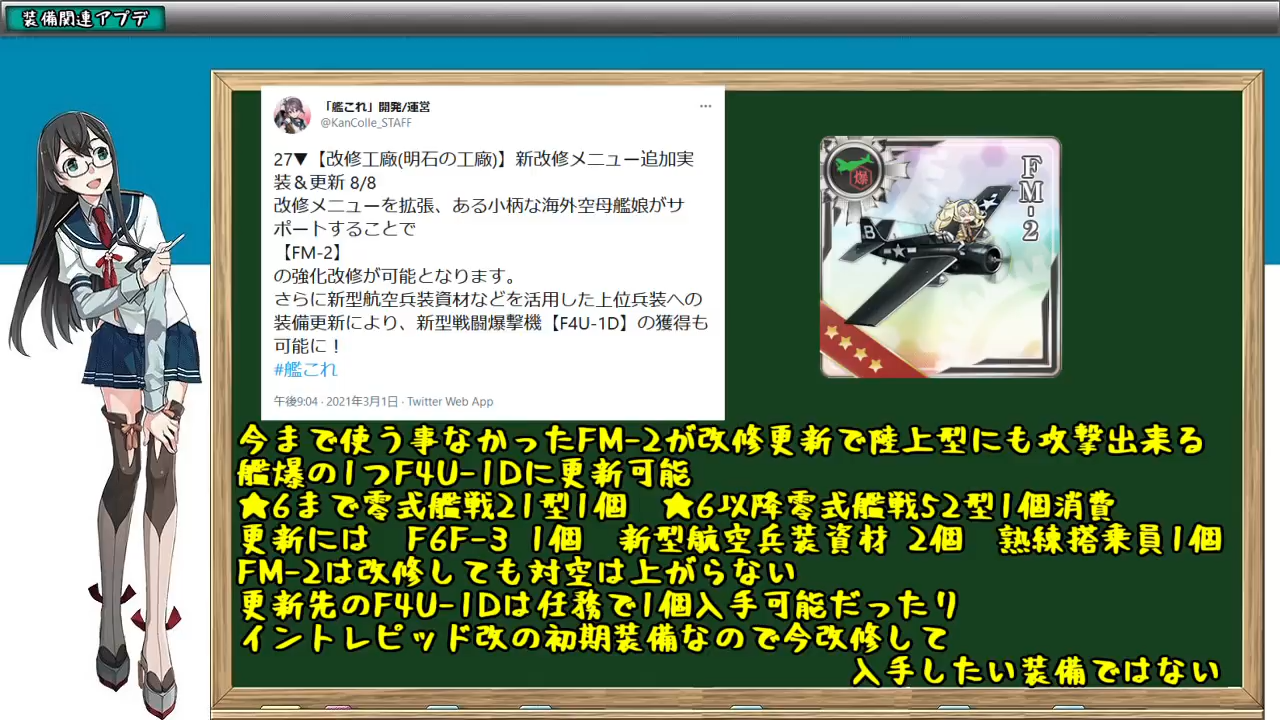 装備関連アプデ
「艦これ」開発/運営
@KanColle_STAFF
27▼【改修工廠(明石の工廠)】新改修メニュー追加実
装＆更新 8/8
改修メニューを拡張、ある小柄な海外空母艦娘がサ
ポートすることで
【FM-2】
の強化改修が可能となります。
さらに新型航空兵装資材などを活用した上位兵装への
装備更新により、新型戦闘爆撃機【F4U-1D】の獲得も
可能に！
#艦これ
午後9:04 · 2021年3月1日 · Twitter Web App
爆
FM-2
B
今まで使う事なかったFM-2が改修更新で陸上型にも攻撃出来る
艦爆の1つF4U-1Dに更新可能
★6まで零式艦戦21型1個　★6以降零式艦戦52型1個消費
更新には　F6F-3 1個　新型航空兵装資材 2個　熟練搭乗員1個
FM-2は改修しても対空は上がらない
更新先のF4U-1Dは任務で1個入手可能だったり
イントレピッド改の初期装備なので今改修して
入手したい装備ではない